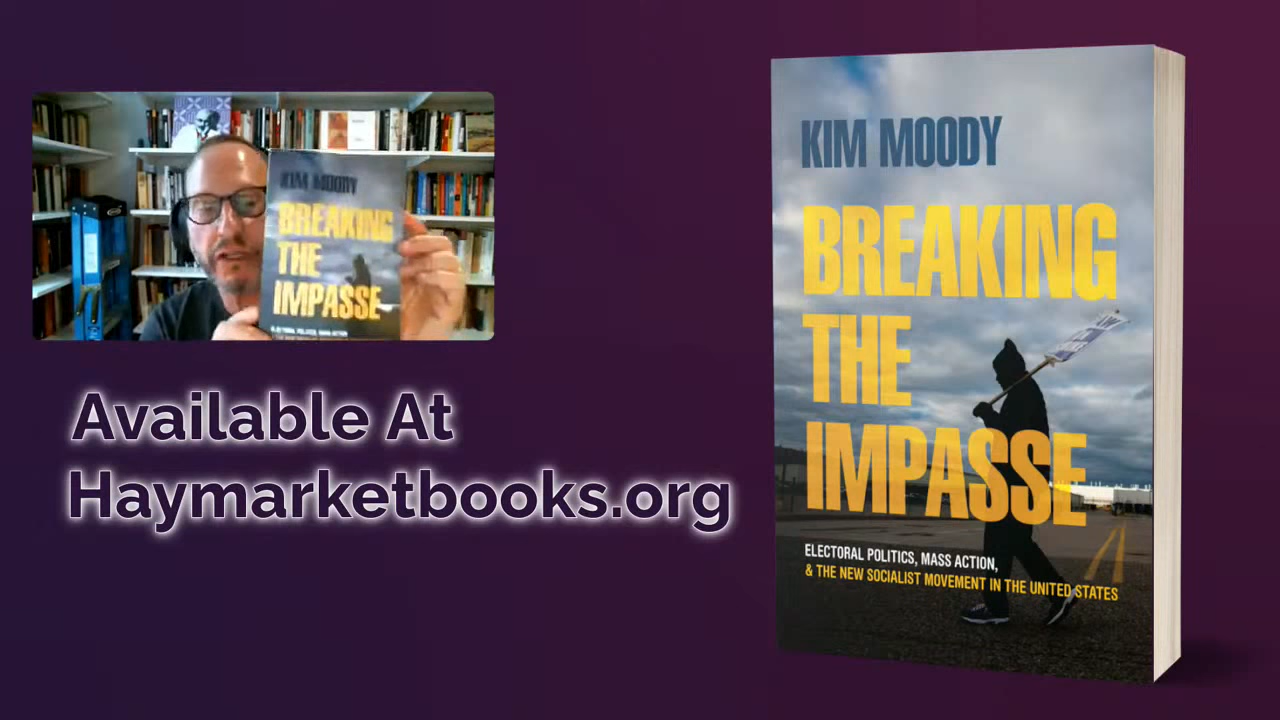 KIM MOODY
BREAKING
THE
IMPASSE
Available At
Haymarketbooks.org
KIM MOODY
BREAKING
THE
IMPASSE
ELECTORAL POLITICS, MASS ACTION,
& THE NEW SOCIALIST MOVEMENT IN THE UNITED STATES